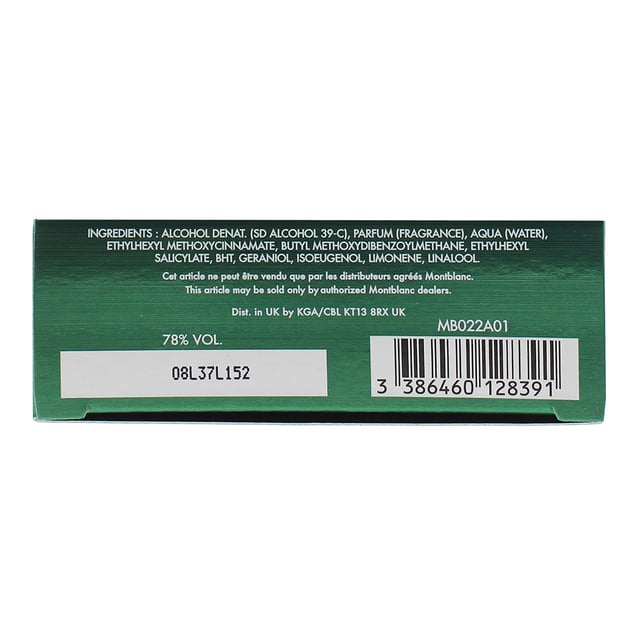 INGREDIENTS : ALCOHOL DENAT. (SD ALCOHOL 39-C), PARFUM (FRAGRANCE), AQUA (WATER),
ETHYLHEXYL METHOXYCINNAMATE, BUTYL METHOXYDIBENZOYLMETHANE, ETHYLHEXYL
SALICYLATE, BHT, GERANIOL, ISOEUGENOL, LIMONENE, LINALOOL.
Cet article ne peut être vendu que par les distributeurs agréés Montblanc.
This article may be sold only by authorized Montblanc dealers.
Dist. in UK by KGA/CBL KT13 8RX UK
78% VOL.
08L37L152
MB022A01
3 386460 128391